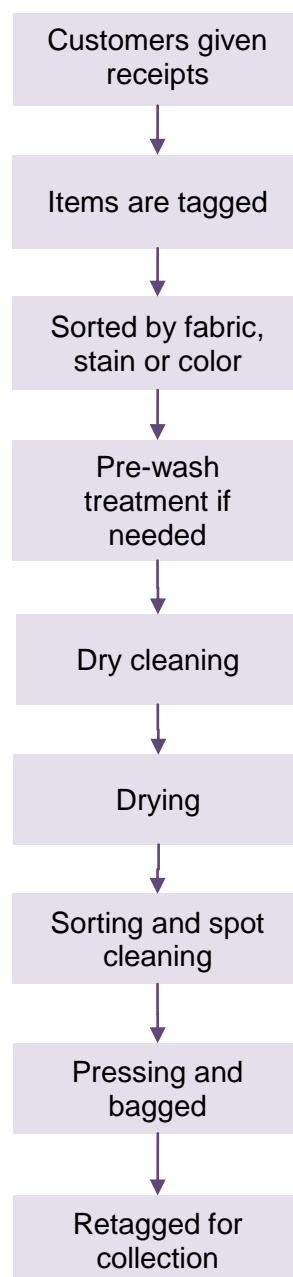 Customers given
receipts
Items are tagged
Sorted by fabric,
stain or color
Pre-wash
treatment if
needed
Dry cleaning
Drying
Sorting and spot
cleaning
Pressing and
bagged
Retagged for
collection